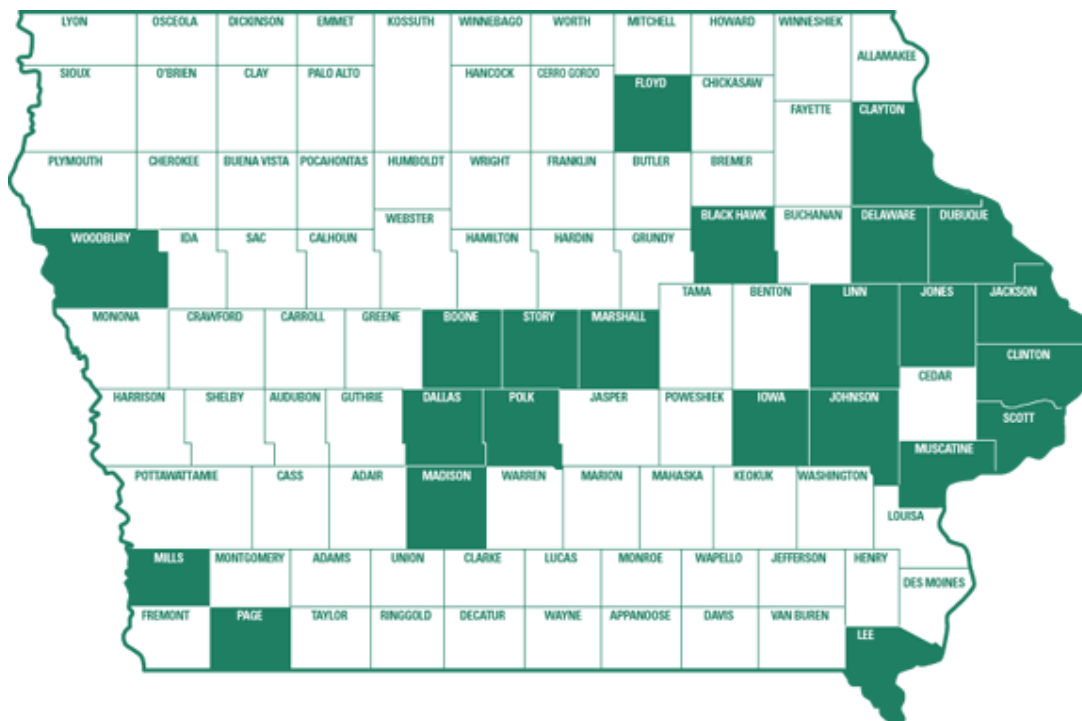 LYON OSCEOLA DICKINSON EMMET KOSSUTH WINNEBAGO WORTH MITCHELL HOWARD WINNESHIEK
ALLAMAKEE
SIOUX O'BRIEN CLAY PALO ALTO HANCOCK CERRO GORDO FLOYD CHICKASAW
FAYETTE CLAYTON
PLYMOUTH CHEROKEE BUENA VISTA POCAHONTAS HUMBOLDT WRIGHT FRANKLIN BUTLER BREMER
WEBSTER BLACK HAWK BUCHANAN DELAWARE DUBUQUE
WOODBURY IDA SAC CALHOUN HAMILTON HARDIN GRUNDY
TAMA BENTON LINN JONES JACKSON
MONONA CRAWFORD CARROLL GREENE BOONE STORY MARSHALL
CLINTON
CEDAR
HARRISON SHELBY AUDUBON GUTHRIE DALLAS POLK JASPER POWESHIEK IOWA JOHNSON
SCOTT
MUSCATINE
POTTAWATTAMIE CASS ADAIR MADISON WARREN MARION MAHASKA KEOKUK WASHINGTON
LOUISA
MILLS MONTGOMERY ADAMS UNION CLARKE LUCAS MONROE WAPELLO JEFFERSON HENRY
DES MOINES
FREMONT PAGE TAYLOR RINGGOLD DECATUR WAYNE APPANOOSE DAVIS VAN BUREN
LEE